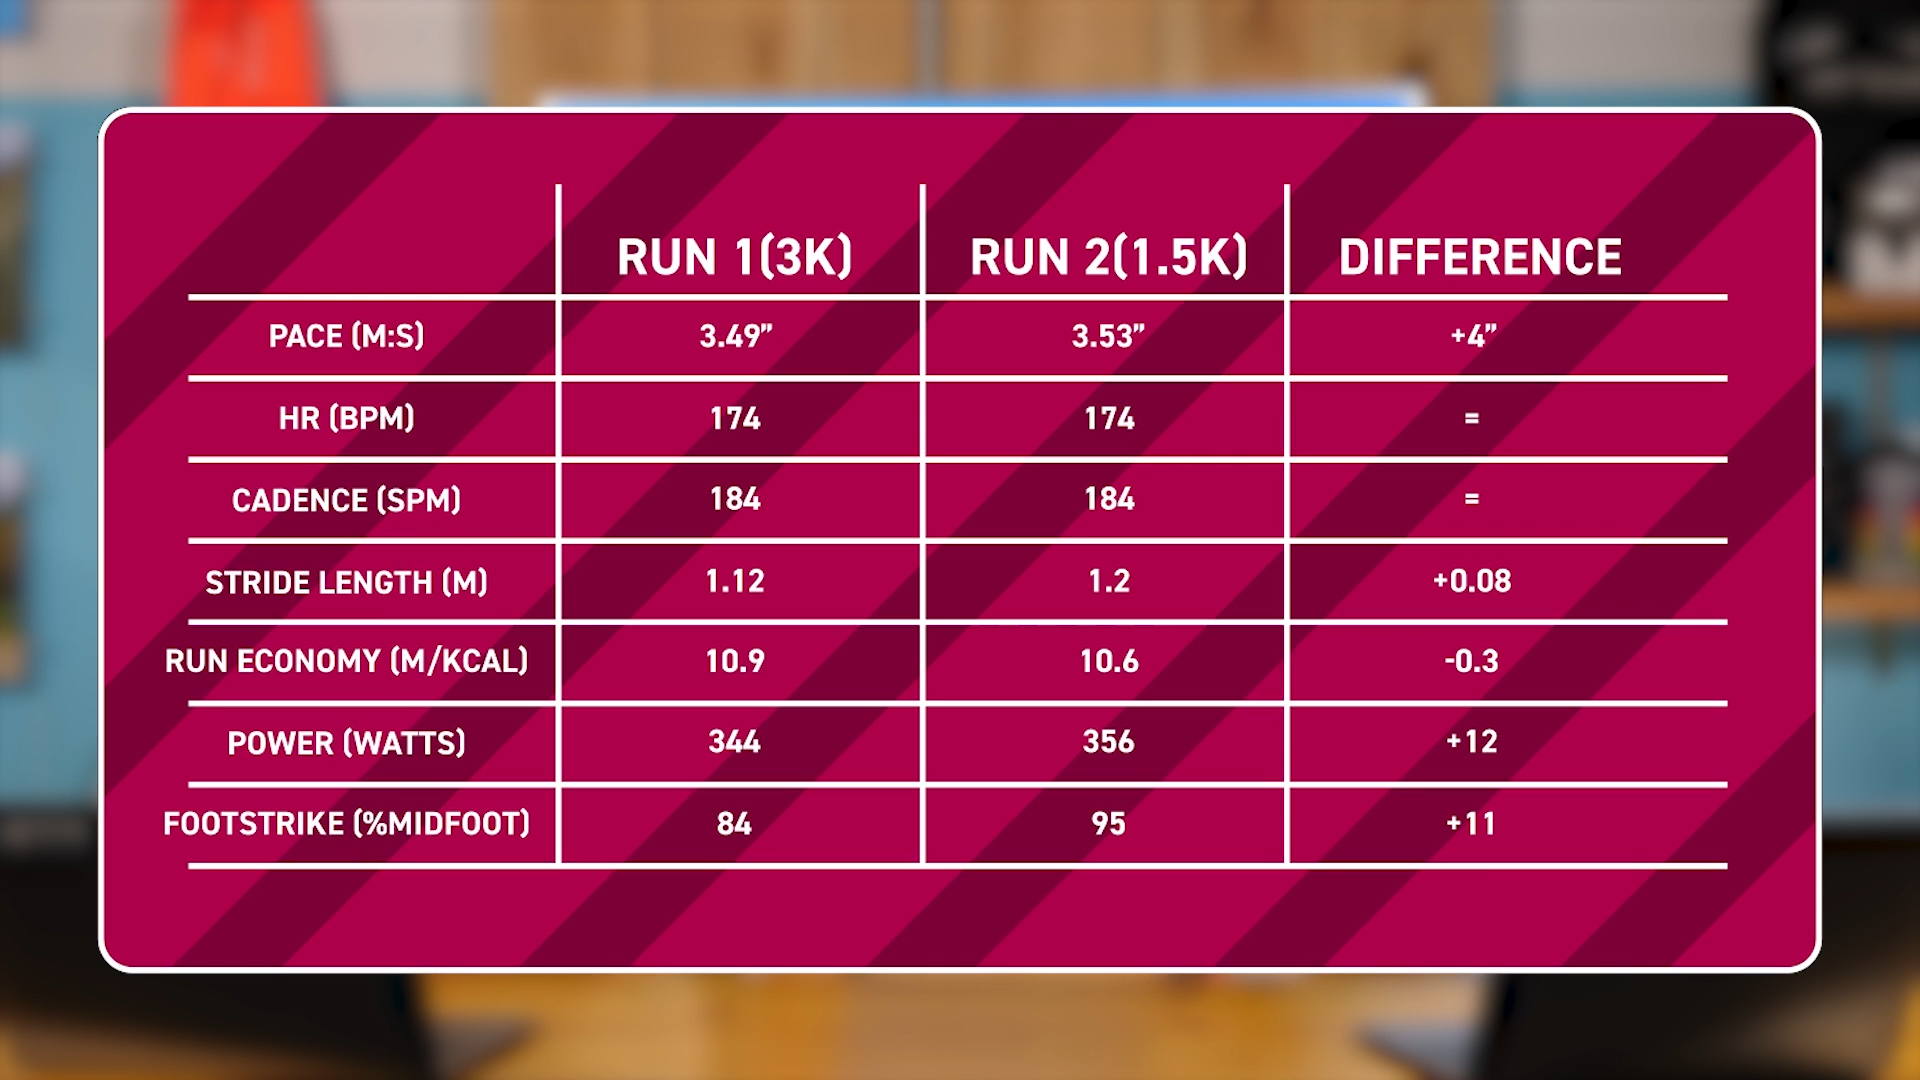 RUN 1(3K) RUN 2(1.5K) DIFFERENCE
PACE (M:S) 3.49” 3.53” +4”
HR (BPM) 174 174 =
CADENCE (SPM) 184 184 =
STRIDE LENGTH (M) 1.12 1.2 +0.08
RUN ECONOMY (M/KCAL) 10.9 10.6 -0.3
POWER (WATTS) 344 356 +12
FOOTSTRIKE (%MIDFOOT) 84 95 +11